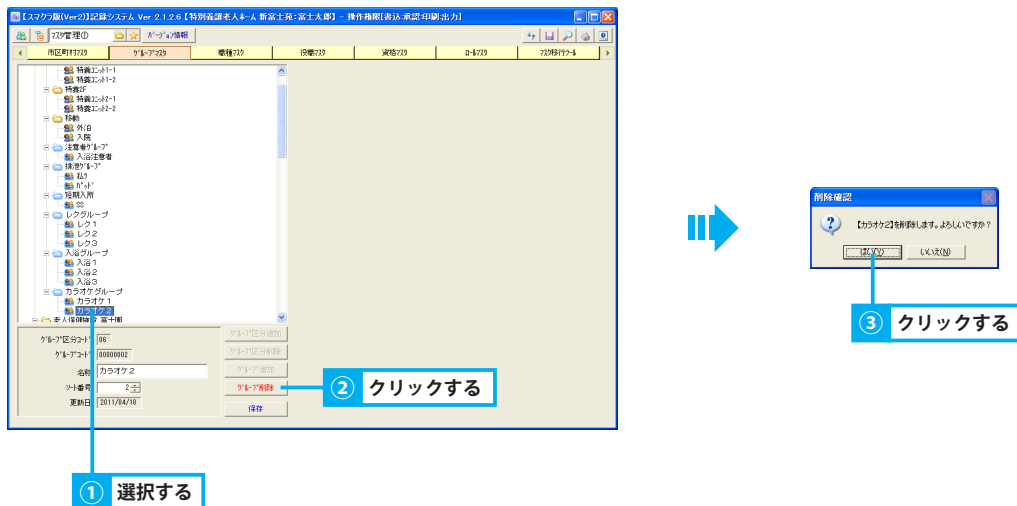 【スマクラ版(Ver2)】記録システム Ver 2.1.2.6 【特別養護老人ホーム 新富士苑:富士太郎】 - 操作権限[書込:承認:印刷:出力]
ﾏｽﾀ管理① ﾊﾞｰｼﾞｮﾝ情報
市区町村ﾏｽﾀ ｸﾞﾙｰﾌﾟﾏｽﾀ 職種ﾏｽﾀ 役職ﾏｽﾀ 資格ﾏｽﾀ ﾛｰﾙﾏｽﾀ ﾏｽﾀ移行ﾂｰﾙ
特養ﾕﾆｯﾄ1-1
特養ﾕﾆｯﾄ1-2
特養2F
特養ﾕﾆｯﾄ2-1
特養ﾕﾆｯﾄ2-2
移動
外泊
入院
注意者ｸﾞﾙｰﾌﾟ
入浴注意者
排泄ｸﾞﾙｰﾌﾟ
ｵﾑﾂ
ﾊﾟｯﾄﾞ
短期入所
SS
レクグループ
レク1
レク2
レク3
入浴グループ
入浴1
入浴2
入浴3
カラオケグループ
カラオケ1
カラオケ2
老人保健施設 富士園
ｸﾞﾙｰﾌﾟ区分ｺｰﾄﾞ 06
ｸﾞﾙｰﾌﾟｺｰﾄﾞ 00000002
名称 カラオケ2
ｿｰﾄ番号 2
更新日 2011/04/18
ｸﾞﾙｰﾌﾟ区分追加
ｸﾞﾙｰﾌﾟ区分削除
ｸﾞﾙｰﾌﾟ追加
ｸﾞﾙｰﾌﾟ削除
保存
① 選択する
② クリックする
削除確認
【カラオケ2】を削除します。よろしいですか?
はい(Y) いいえ(N)
③ クリックする